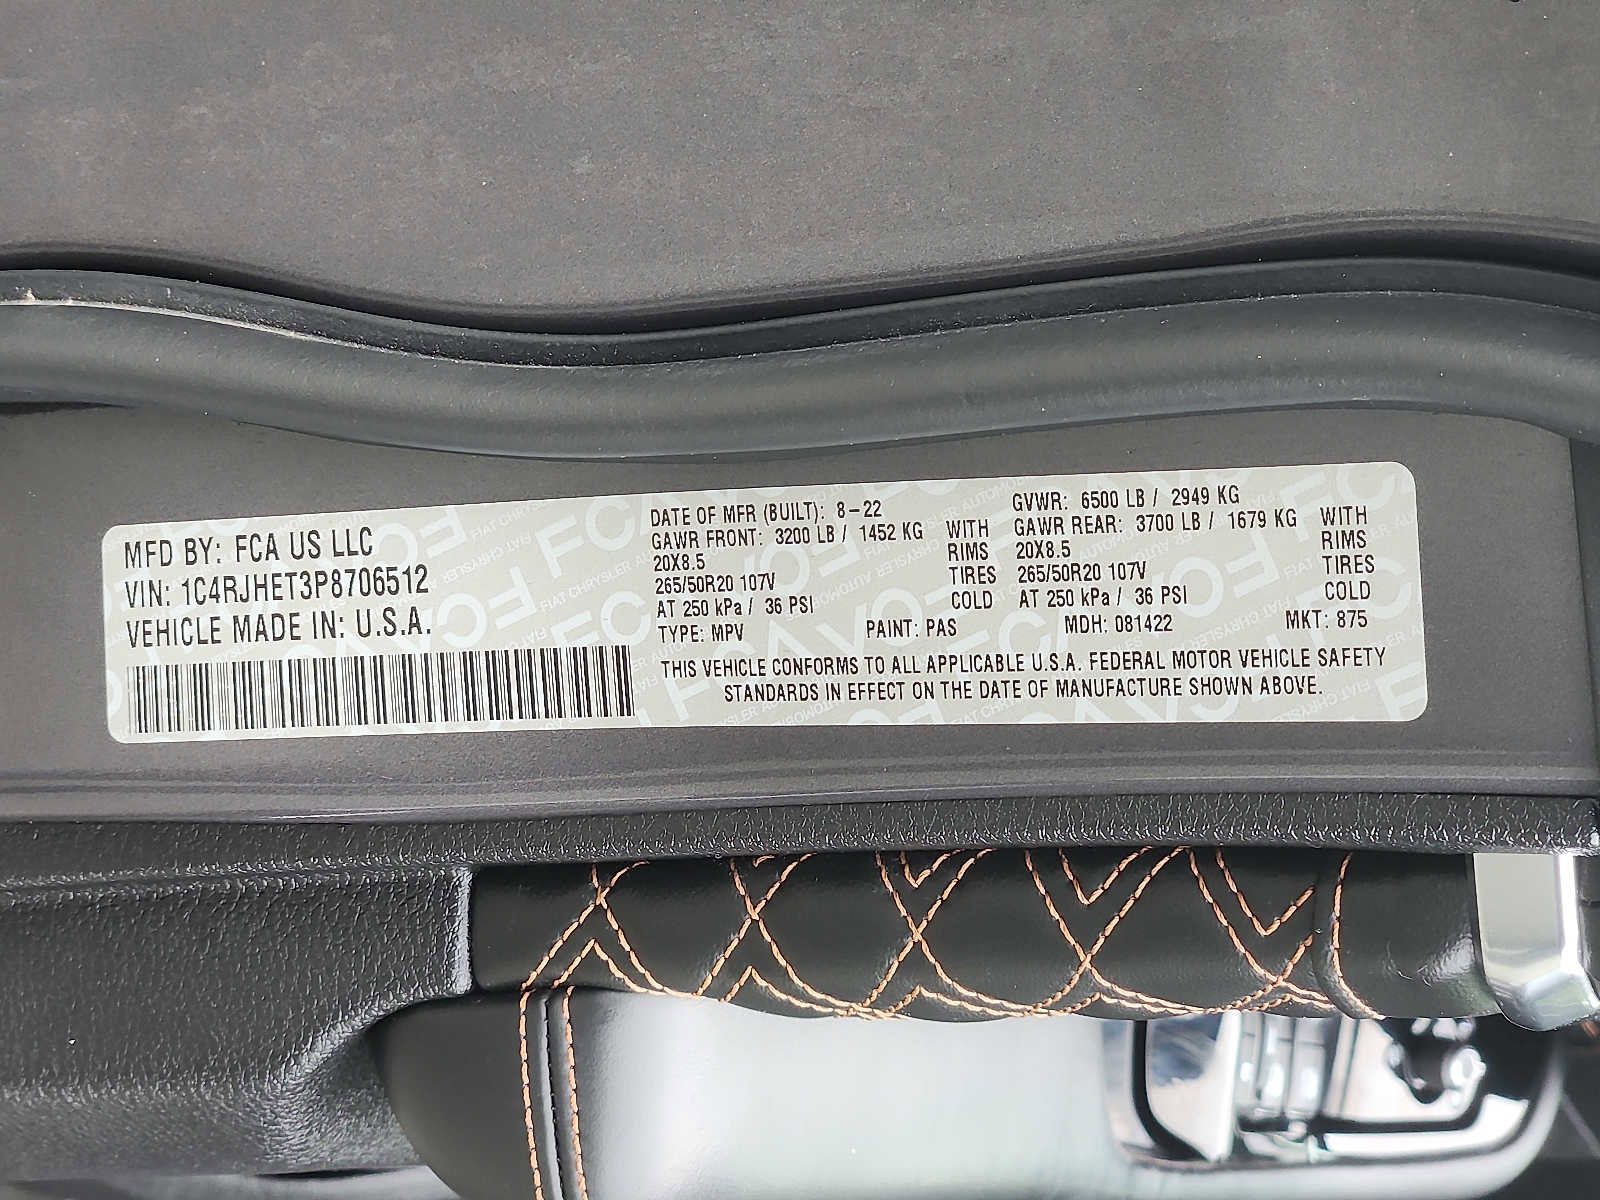 MFD BY: FCA US LLC
VIN: 1C4RJHET3P8706512
VEHICLE MADE IN: U.S.A.
DATE OF MFR (BUILT): 8-22
GAWR FRONT: 3200 LB / 1452 KG WITH
20X8.5 RIMS
265/50R20 107V TIRES
AT 250 kPa / 36 PSI COLD
GVWR: 6500 LB / 2949 KG
GAWR REAR: 3700 LB / 1679 KG WITH
20X8.5 RIMS
265/50R20 107V TIRES
AT 250 kPa / 36 PSI COLD
TYPE: MPV PAINT: PAS MDH: 081422 MKT: 875
THIS VEHICLE CONFORMS TO ALL APPLICABLE U.S.A. FEDERAL MOTOR VEHICLE SAFETY
STANDARDS IN EFFECT ON THE DATE OF MANUFACTURE SHOWN ABOVE.